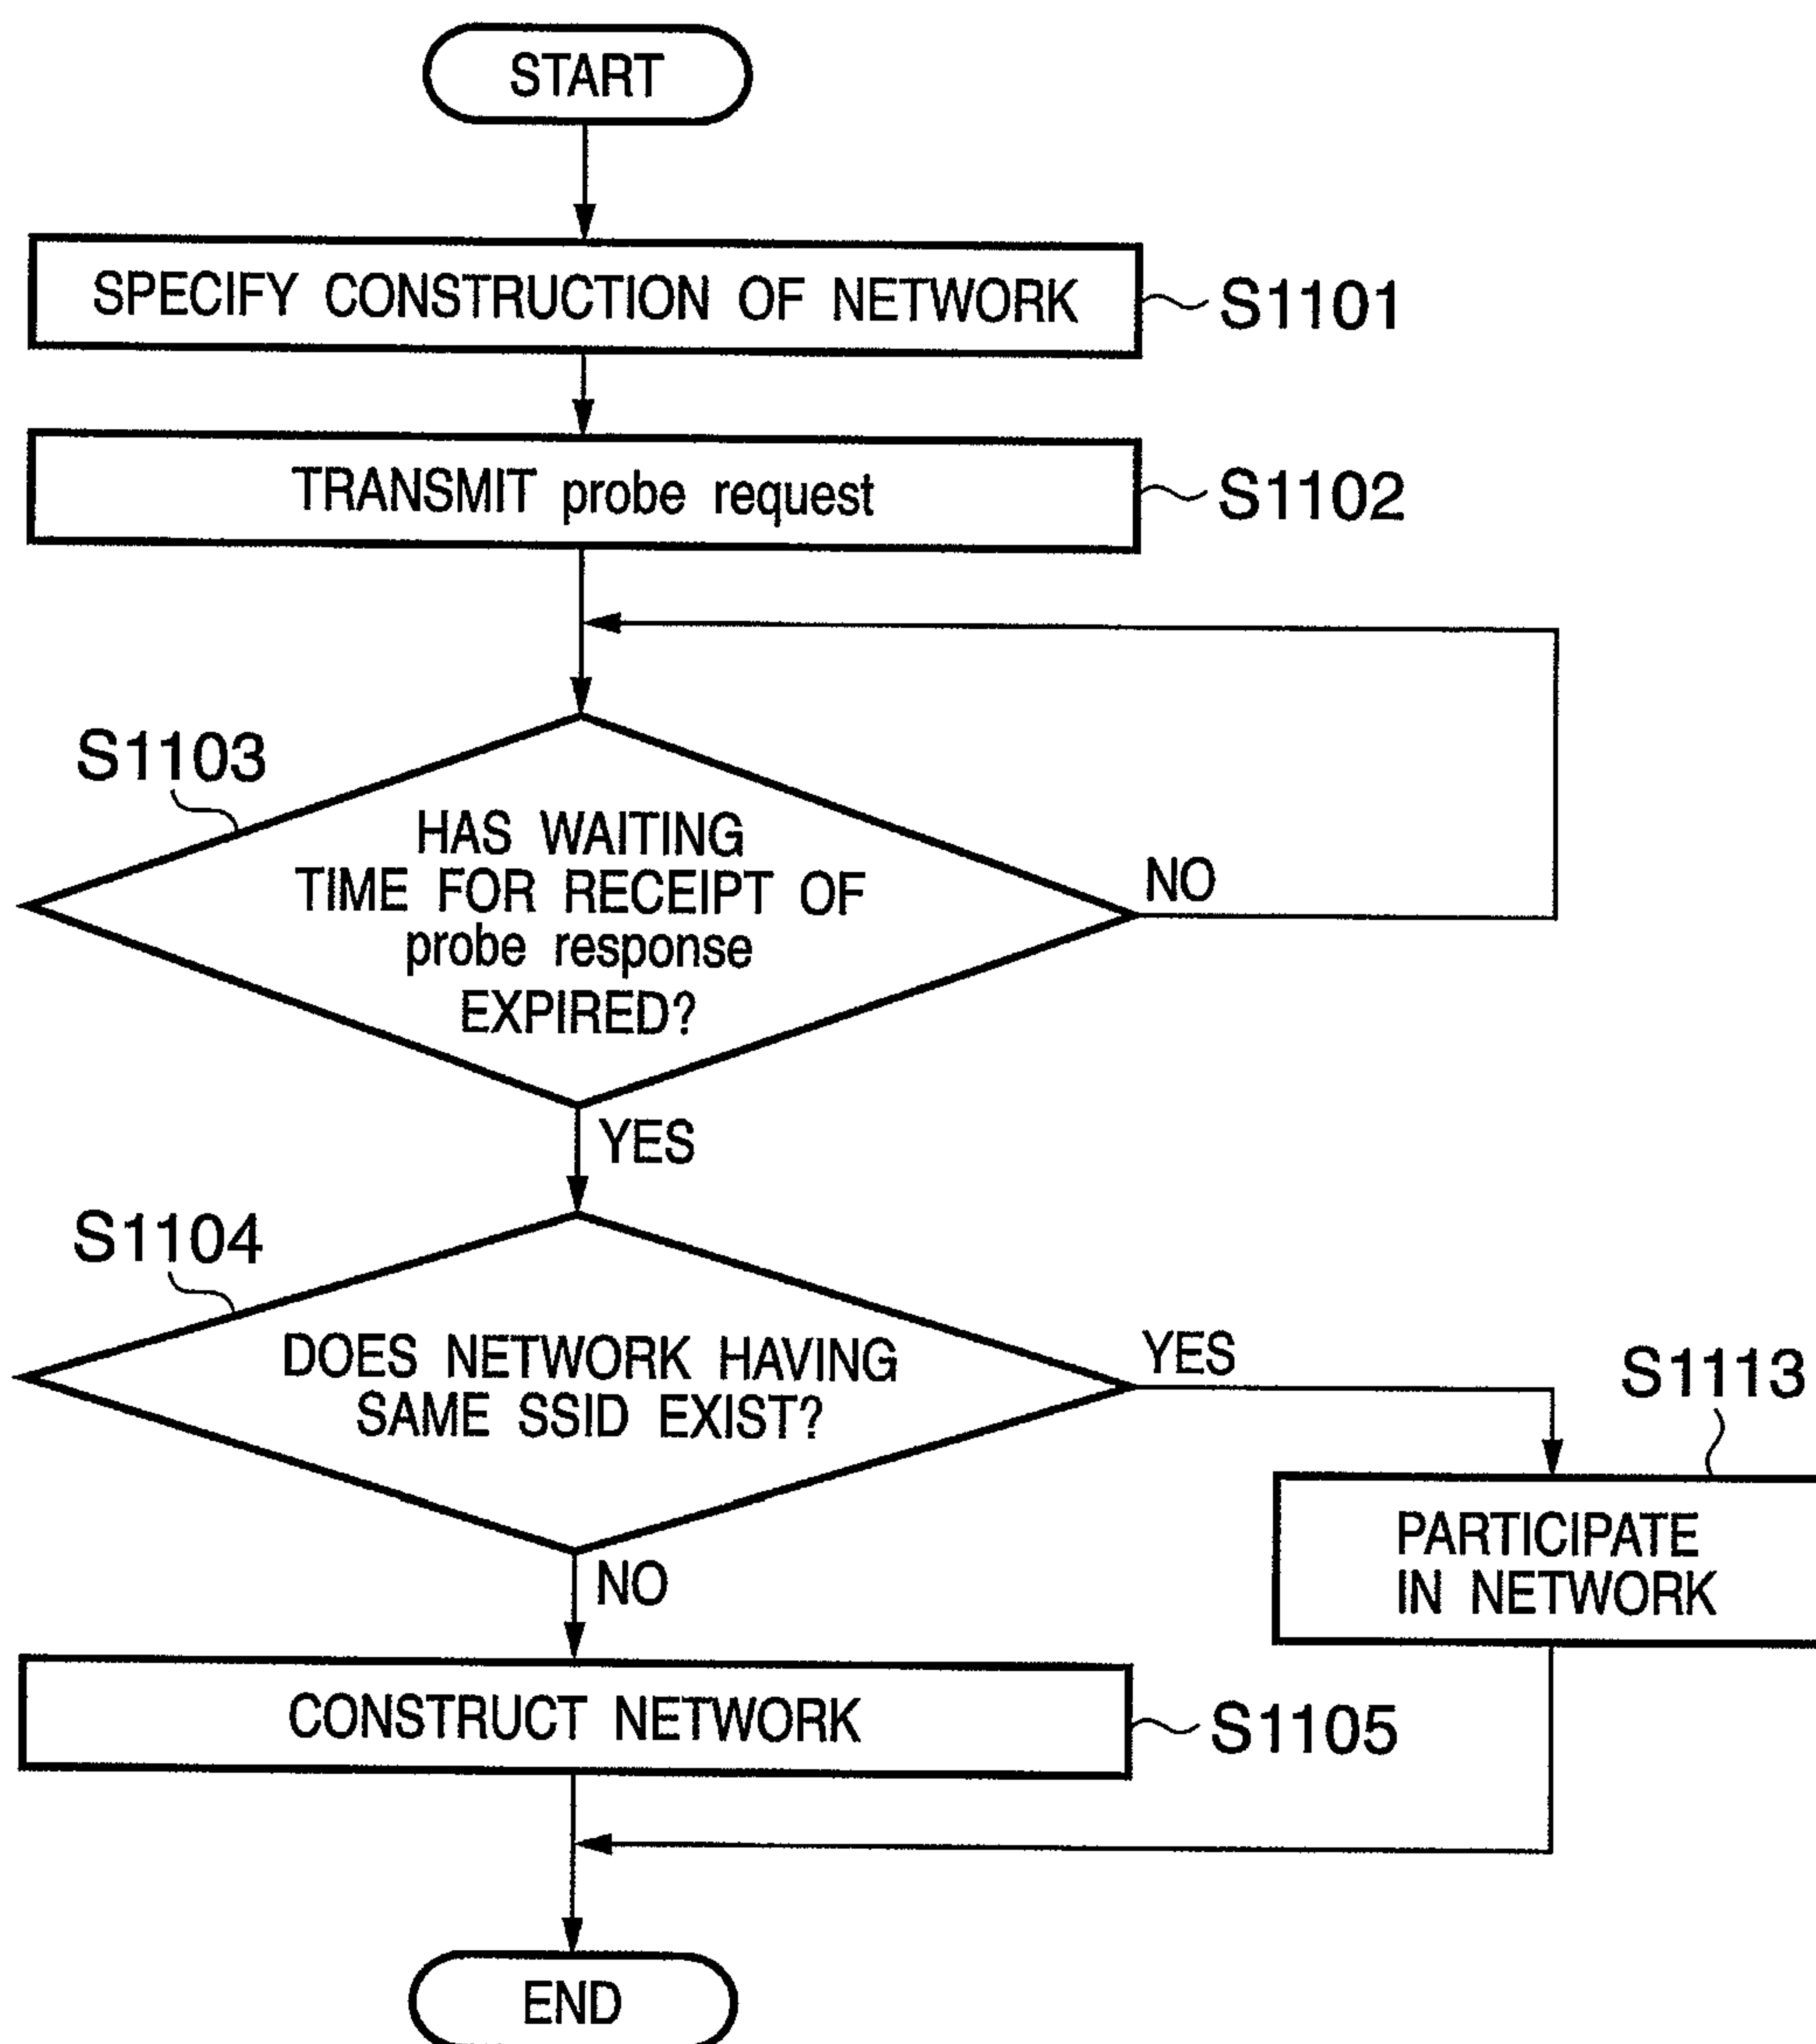 START
SPECIFY CONSTRUCTION OF NETWORK
S1101
TRANSMIT probe request
S1102
S1103
HAS WAITING
TIME FOR RECEIPT OF
probe response
EXPIRED?
NO
YES
S1104
DOES NETWORK HAVING
SAME SSID EXIST?
YES
S1113
PARTICIPATE
IN NETWORK
NO
CONSTRUCT NETWORK
S1105
END